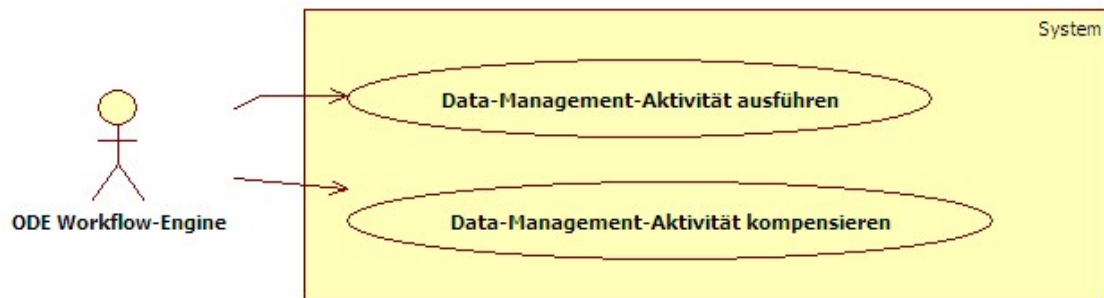 System
Data-Management-Aktivität ausführen
ODE Workflow-Engine
Data-Management-Aktivität kompensieren